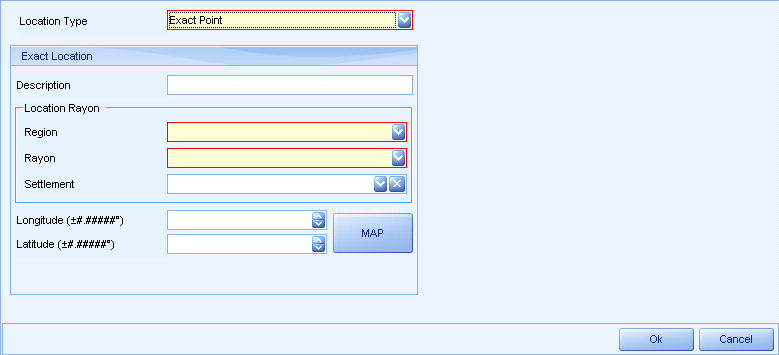 Location Type Exact Point
Exact Location
Description
Location Rayon
Region
Rayon
Settlement
Longitude (±#.#####°)
Latitude (±#.#####°)
MAP
Ok Cancel